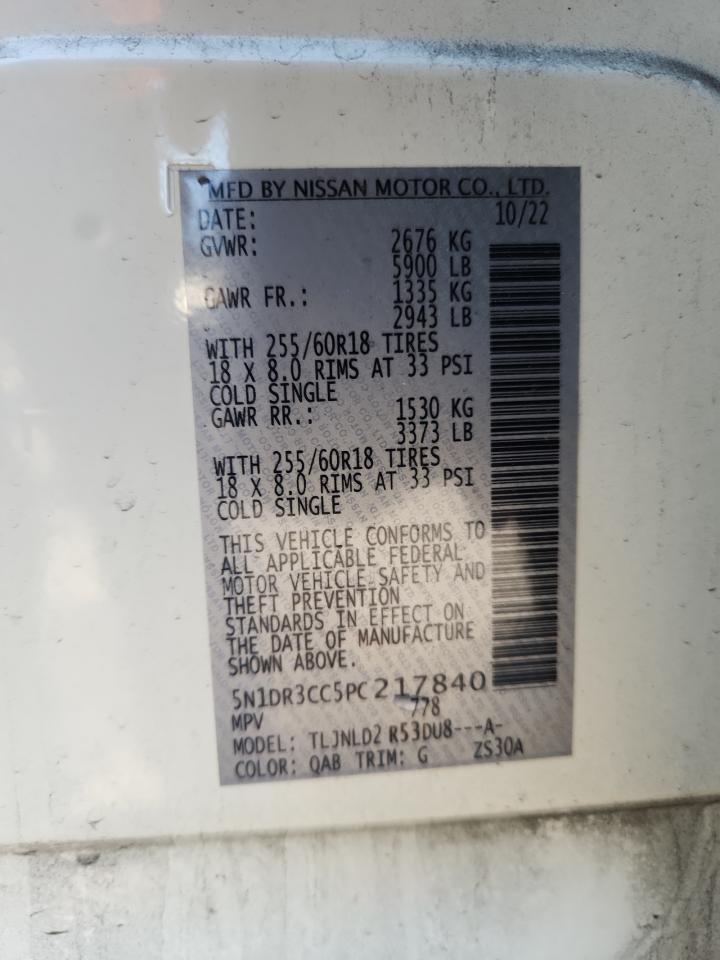 MFD BY NISSAN MOTOR CO., LTD.
DATE: 10/22
GVWR: 2676 KG
5900 LB
GAWR FR.: 1335 KG
2943 LB
WITH 255/60R18 TIRES
18 X 8.0 RIMS AT 33 PSI
COLD SINGLE
GAWR RR.: 1530 KG
3373 LB
WITH 255/60R18 TIRES
18 X 8.0 RIMS AT 33 PSI
COLD SINGLE
THIS VEHICLE CONFORMS TO
ALL APPLICABLE FEDERAL
MOTOR VEHICLE SAFETY AND
THEFT PREVENTION
STANDARDS IN EFFECT ON
THE DATE OF MANUFACTURE
SHOWN ABOVE.
5N1DR3CC5PC217840
MPV 778
MODEL: TLJNLD2 R53DU8---A-
COLOR: QAB TRIM: G ZS30A